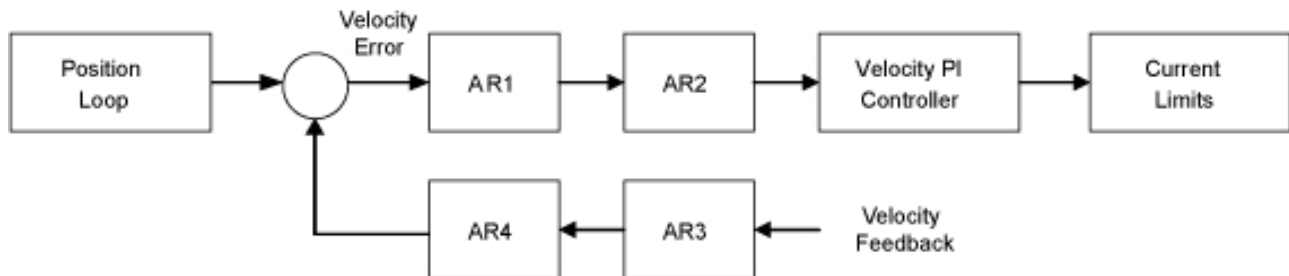 Velocity
Error
Position
Loop
AR1
AR2
Velocity PI
Controller
Current
Limits
AR4
AR3
Velocity
Feedback